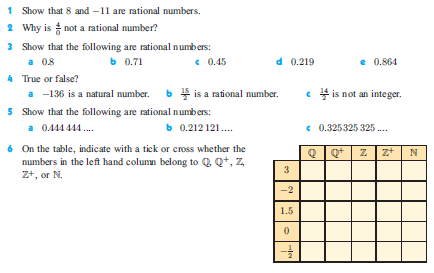 1 Show that 8 and −11 are rational numbers.
2 Why is 4/0 not a rational number?
3 Show that the following are rational numbers:
a 0.8 b 0.71 c 0.45 d 0.219 e 0.864
4 True or false?
a −136 is a natural number. b 15/2 is a rational number. c 14/2 is not an integer.
5 Show that the following are rational numbers:
a 0.444 444 .... b 0.212 121 .... c 0.325 325 325 ....
6 On the table, indicate with a tick or cross whether the
numbers in the left hand column belong to ℚ, ℚ⁺, ℤ,
ℤ⁺, or ℕ.
ℚ ℚ⁺ ℤ ℤ⁺ ℕ
3
−2
1.5
0
−1/2